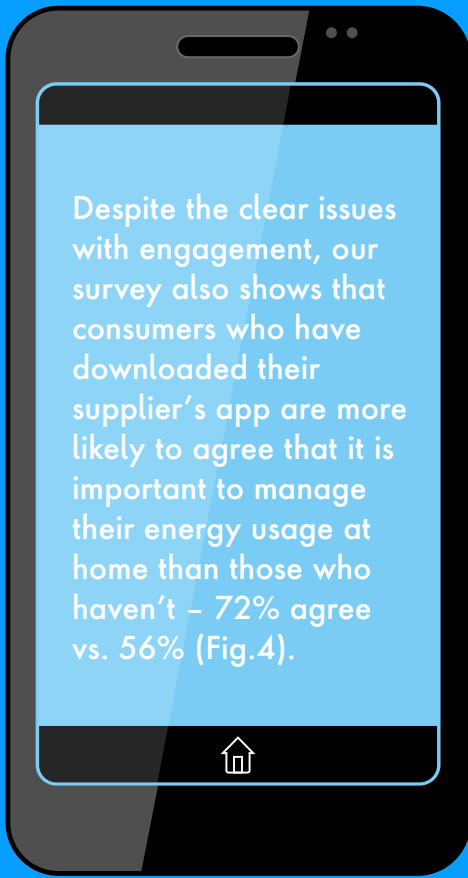 Despite the clear issues
with engagement, our
survey also shows that
consumers who have
downloaded their
supplier’s app are more
likely to agree that it is
important to manage
their energy usage at
home than those who
haven’t – 72% agree
vs. 56% (Fig.4).